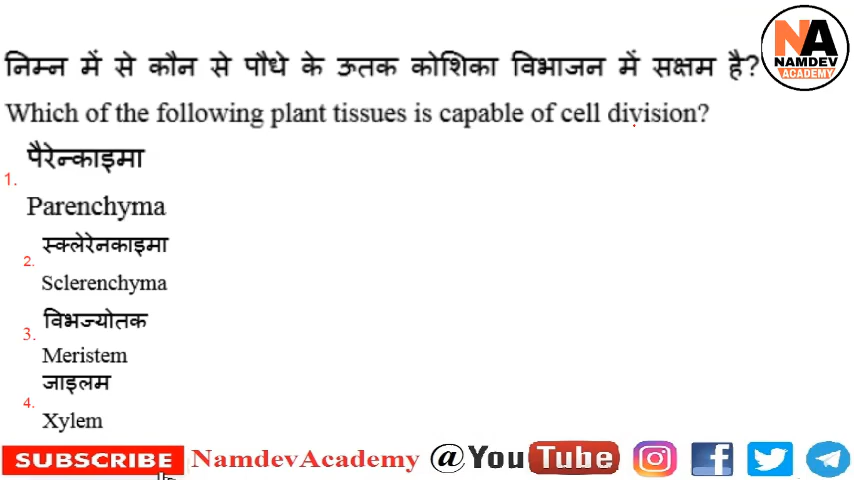 NA
NAMDEV
ACADEMY
निम्न में से कौन से पौधे के ऊतक कोशिका विभाजन में सक्षम है?
Which of the following plant tissues is capable of cell division?
पैरेन्काइमा
1.
Parenchyma
स्क्लेरेनकाइमा
2.
Sclerenchyma
विभज्योतक
3.
Meristem
जाइलम
4.
Xylem
SUBSCRIBE NamdevAcademy @YouTube